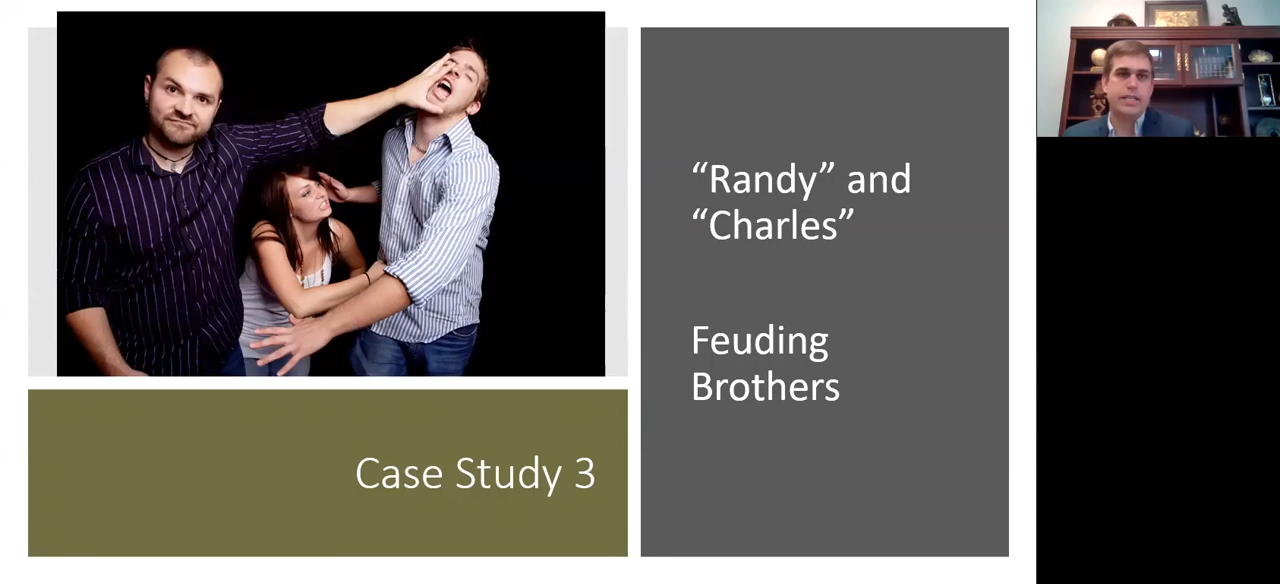 “Randy” and
“Charles”
Feuding
Brothers
Case Study 3